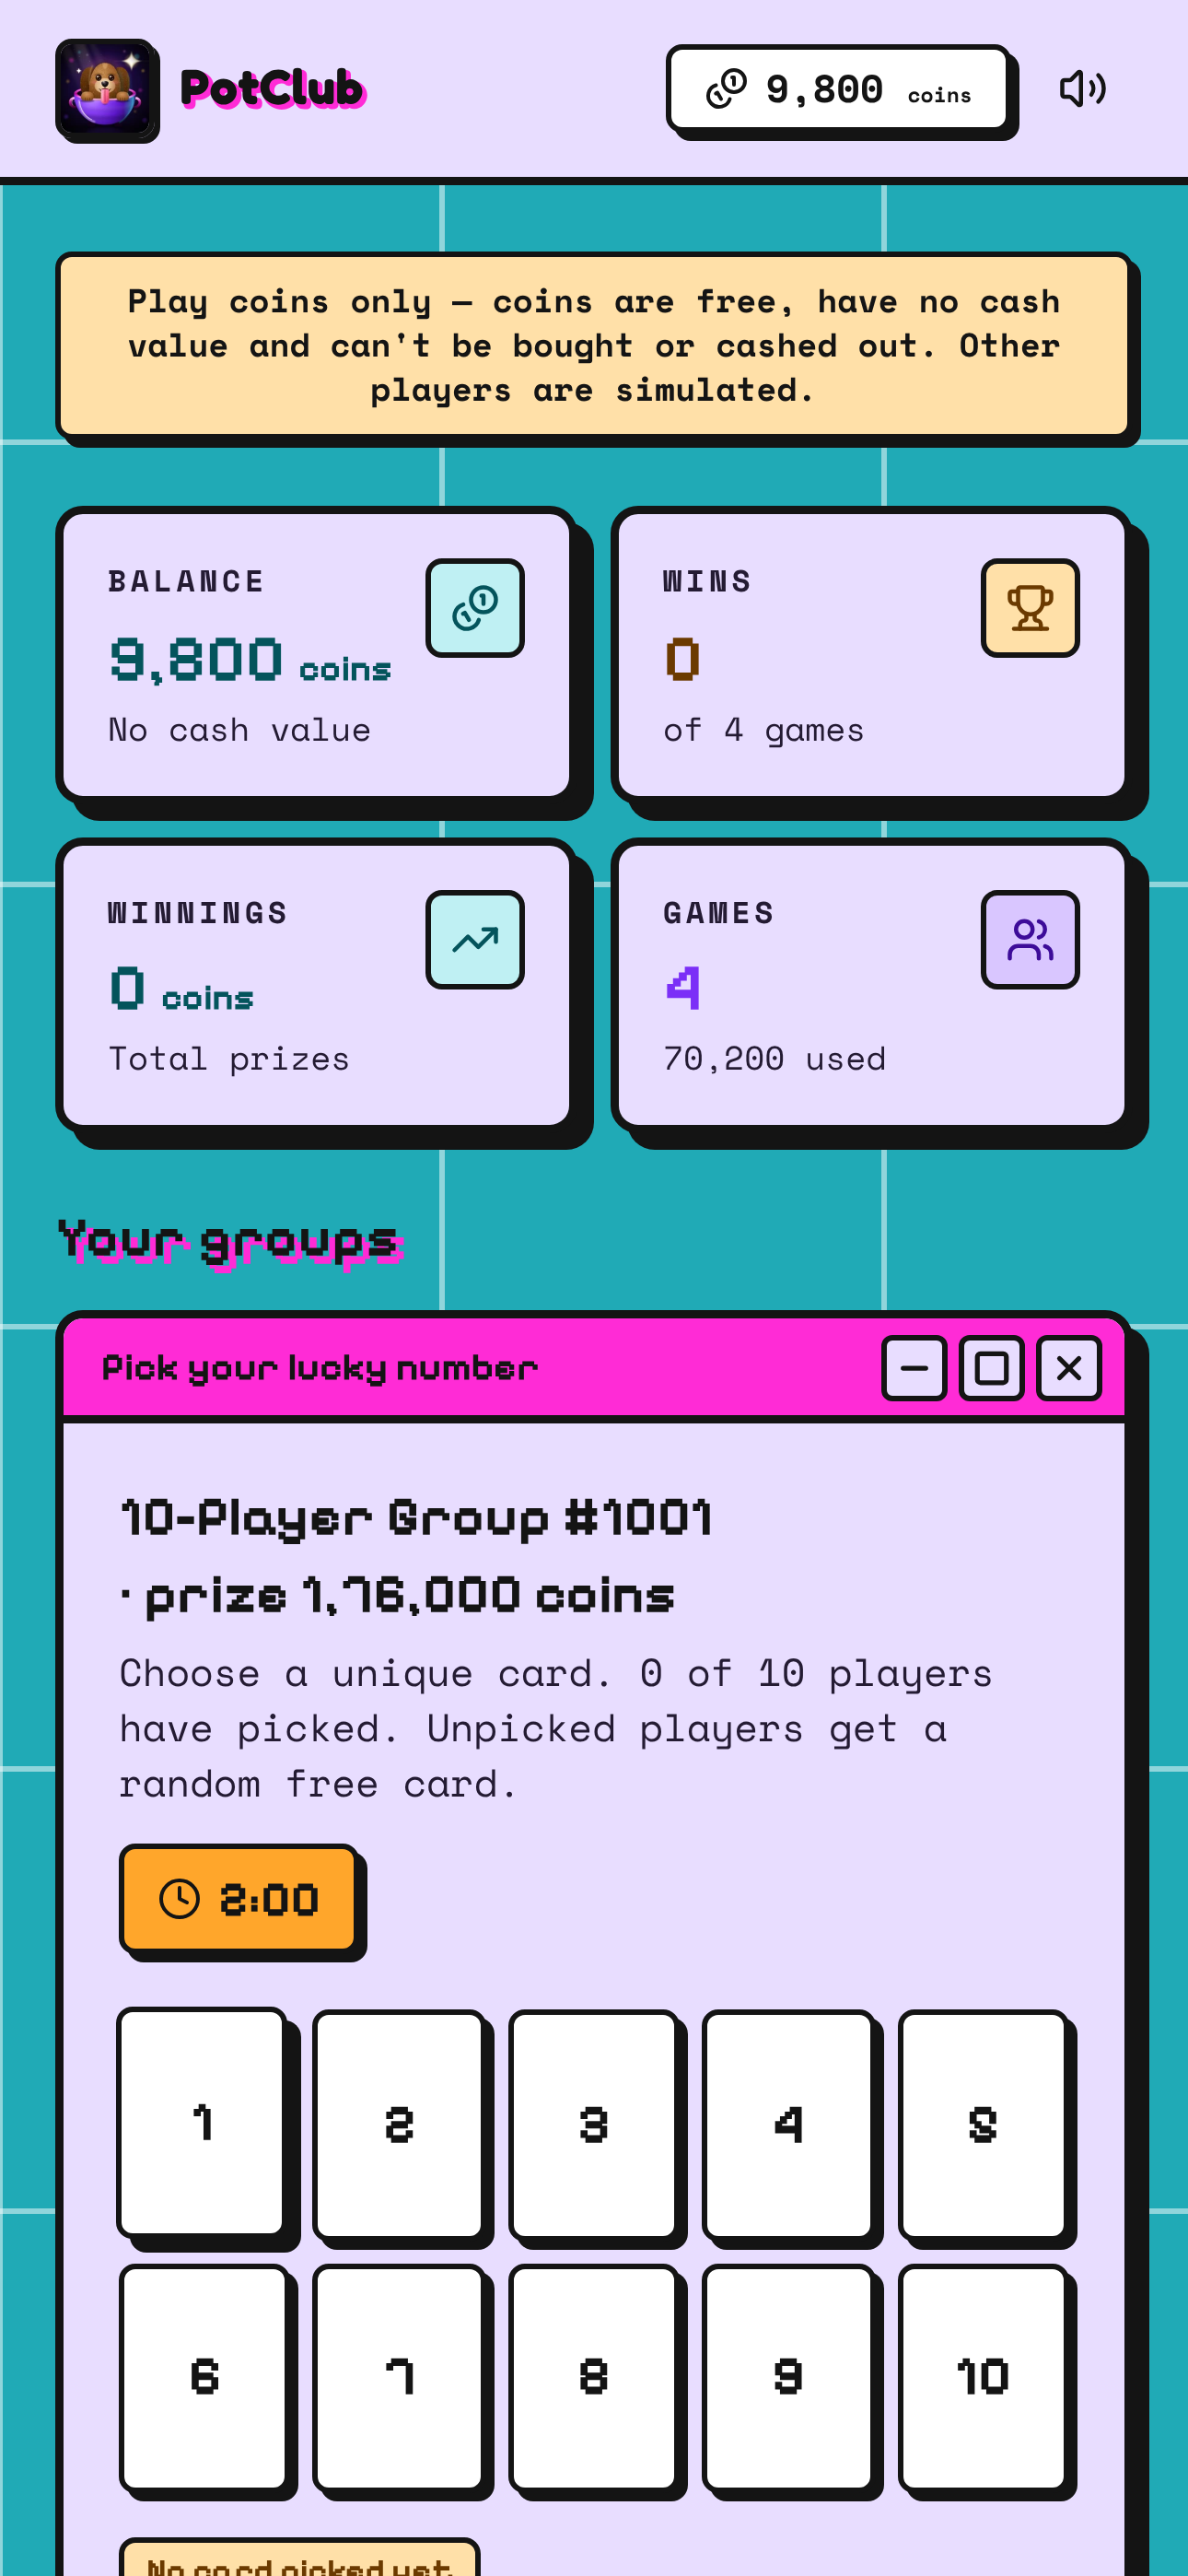 PotClub
9,800 coins
Play coins only — coins are free, have no cash
value and can't be bought or cashed out. Other
players are simulated.
BALANCE
9,800 coins
No cash value
WINS
0
of 4 games
WINNINGS
0 coins
Total prizes
GAMES
4
70,200 used
Your groups
Pick your lucky number
10-Player Group #1001
· prize 1,76,000 coins
Choose a unique card. 0 of 10 players
have picked. Unpicked players get a
random free card.
2:00
1 2 3 4 5
6 7 8 9 10
No card picked yet